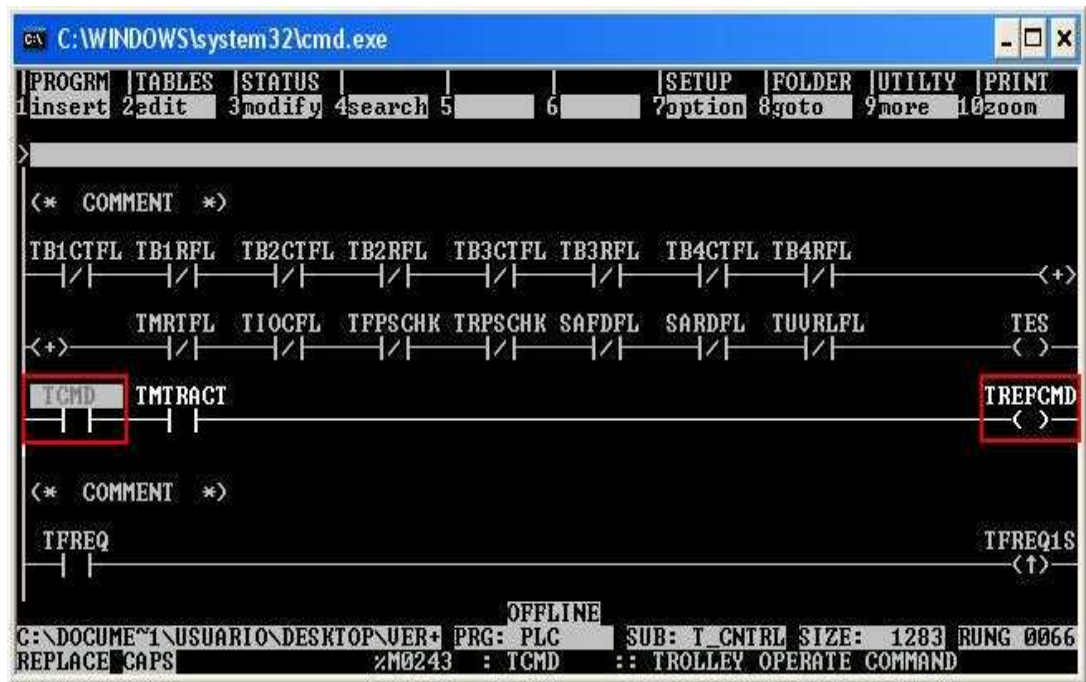 C:\WINDOWS\system32\cmd.exe
PROGRM TABLES STATUS SETUP FOLDER UTILTY PRINT
1insert 2edit 3modify 4search 5 6 7option 8goto 9more 10zoom
>
(* COMMENT *)
TB1CTFL TB1RFL TB2CTFL TB2RFL TB3CTFL TB3RFL TB4CTFL TB4RFL
(+)
TMRTFL TIOCFL TFPSCHK TRPSCHK SAFDFL SARDFL TUVRLFL TES
(+) ( )
TCMD TMTRACT TREFCMD
( )
(* COMMENT *)
TFREQ TFREQ1S
(↑)
OFFLINE
C:\DOCUME~1\USUARIO\DESKTOP\VER+ PRG: PLC SUB: T_CNTRL SIZE: 1283 RUNG 0066
REPLACE CAPS %M0243 : TCMD :: TROLLEY OPERATE COMMAND